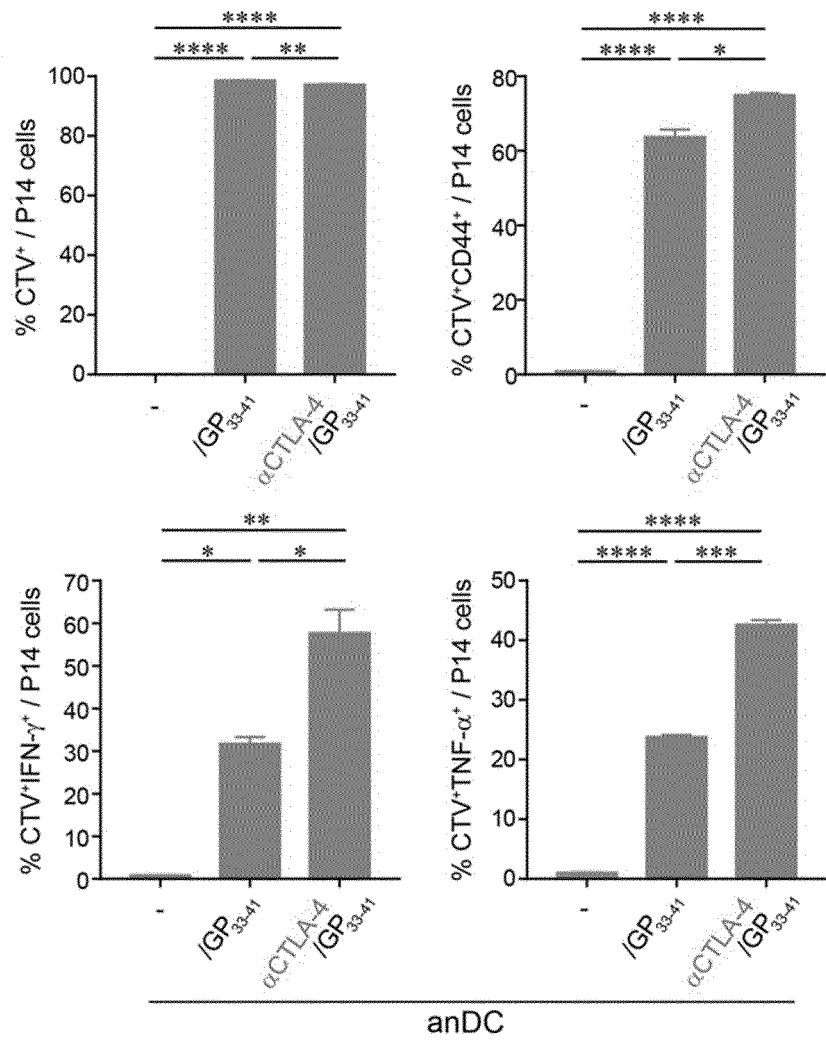 ****
**** **
% CTV⁺ / P14 cells
100
80
60
40
20
0
-
/GP₃₃₋₄₁
αCTLA-4
/GP₃₃₋₄₁
****
**** *
% CTV⁺CD44⁺ / P14 cells
80
60
40
20
0
-
/GP₃₃₋₄₁
αCTLA-4
/GP₃₃₋₄₁
**
* *
% CTV⁺IFN-γ⁺ / P14 cells
70
60
50
40
30
20
10
0
-
/GP₃₃₋₄₁
αCTLA-4
/GP₃₃₋₄₁
****
**** ***
% CTV⁺TNF-α⁺ / P14 cells
50
40
30
20
10
0
-
/GP₃₃₋₄₁
αCTLA-4
/GP₃₃₋₄₁
anDC